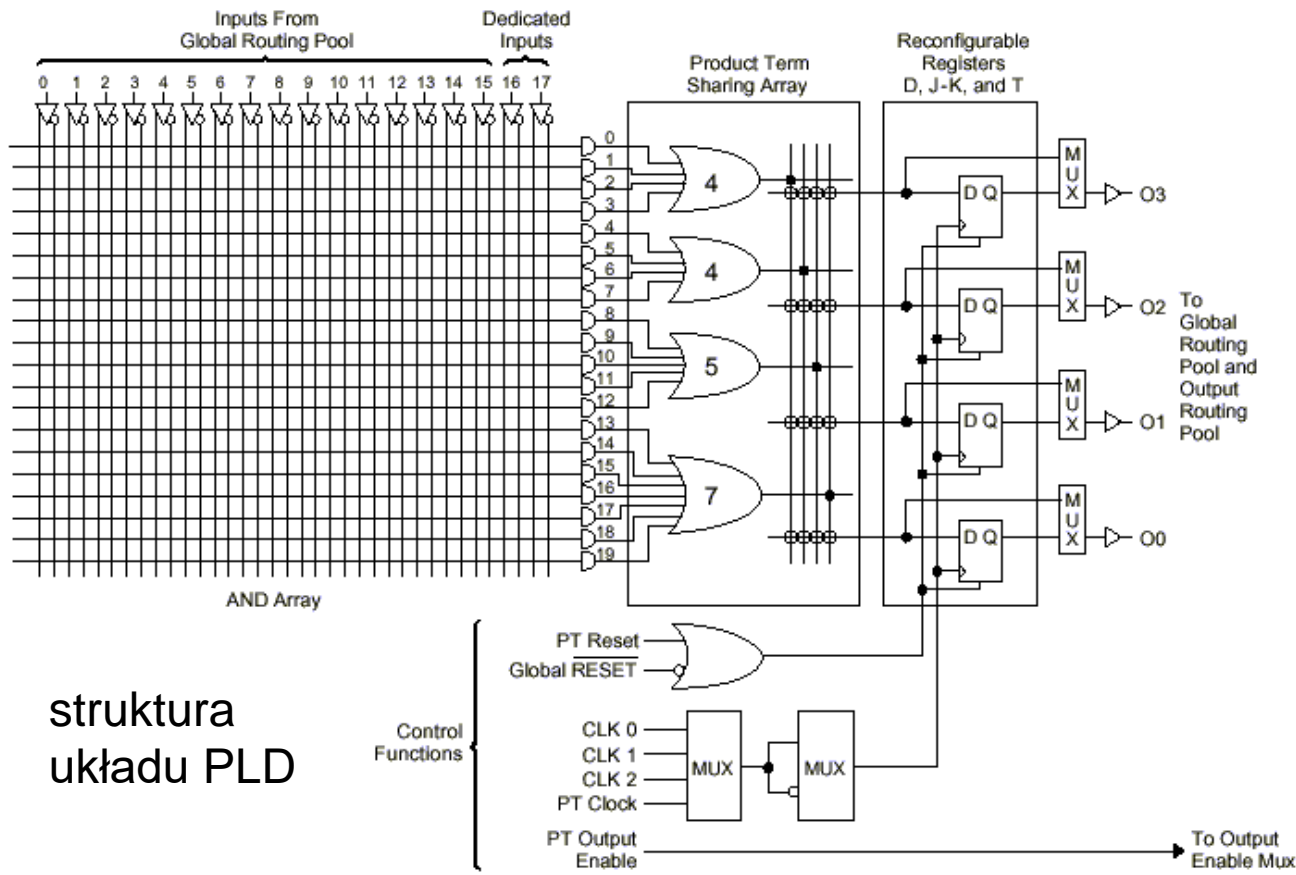 Inputs From
Global Routing Pool
Dedicated
Inputs
0 1 2 3 4 5 6 7 8 9 10 11 12 13 14 15 16 17
Product Term
Sharing Array
Reconfigurable
Registers
D, J-K, and T
0
1
2
3
4
5
6
7
8
9
10
11
12
13
14
15
16
17
18
19
4
4
5
7
D Q
D Q
D Q
D Q
MUX
MUX
MUX
MUX
O3
O2
O1
O0
To
Global
Routing
Pool and
Output
Routing
Pool
AND Array
struktura
układu PLD
Control
Functions
PT Reset
Global RESET
CLK 0
CLK 1
CLK 2
PT Clock
MUX
MUX
PT Output
Enable
To Output
Enable Mux